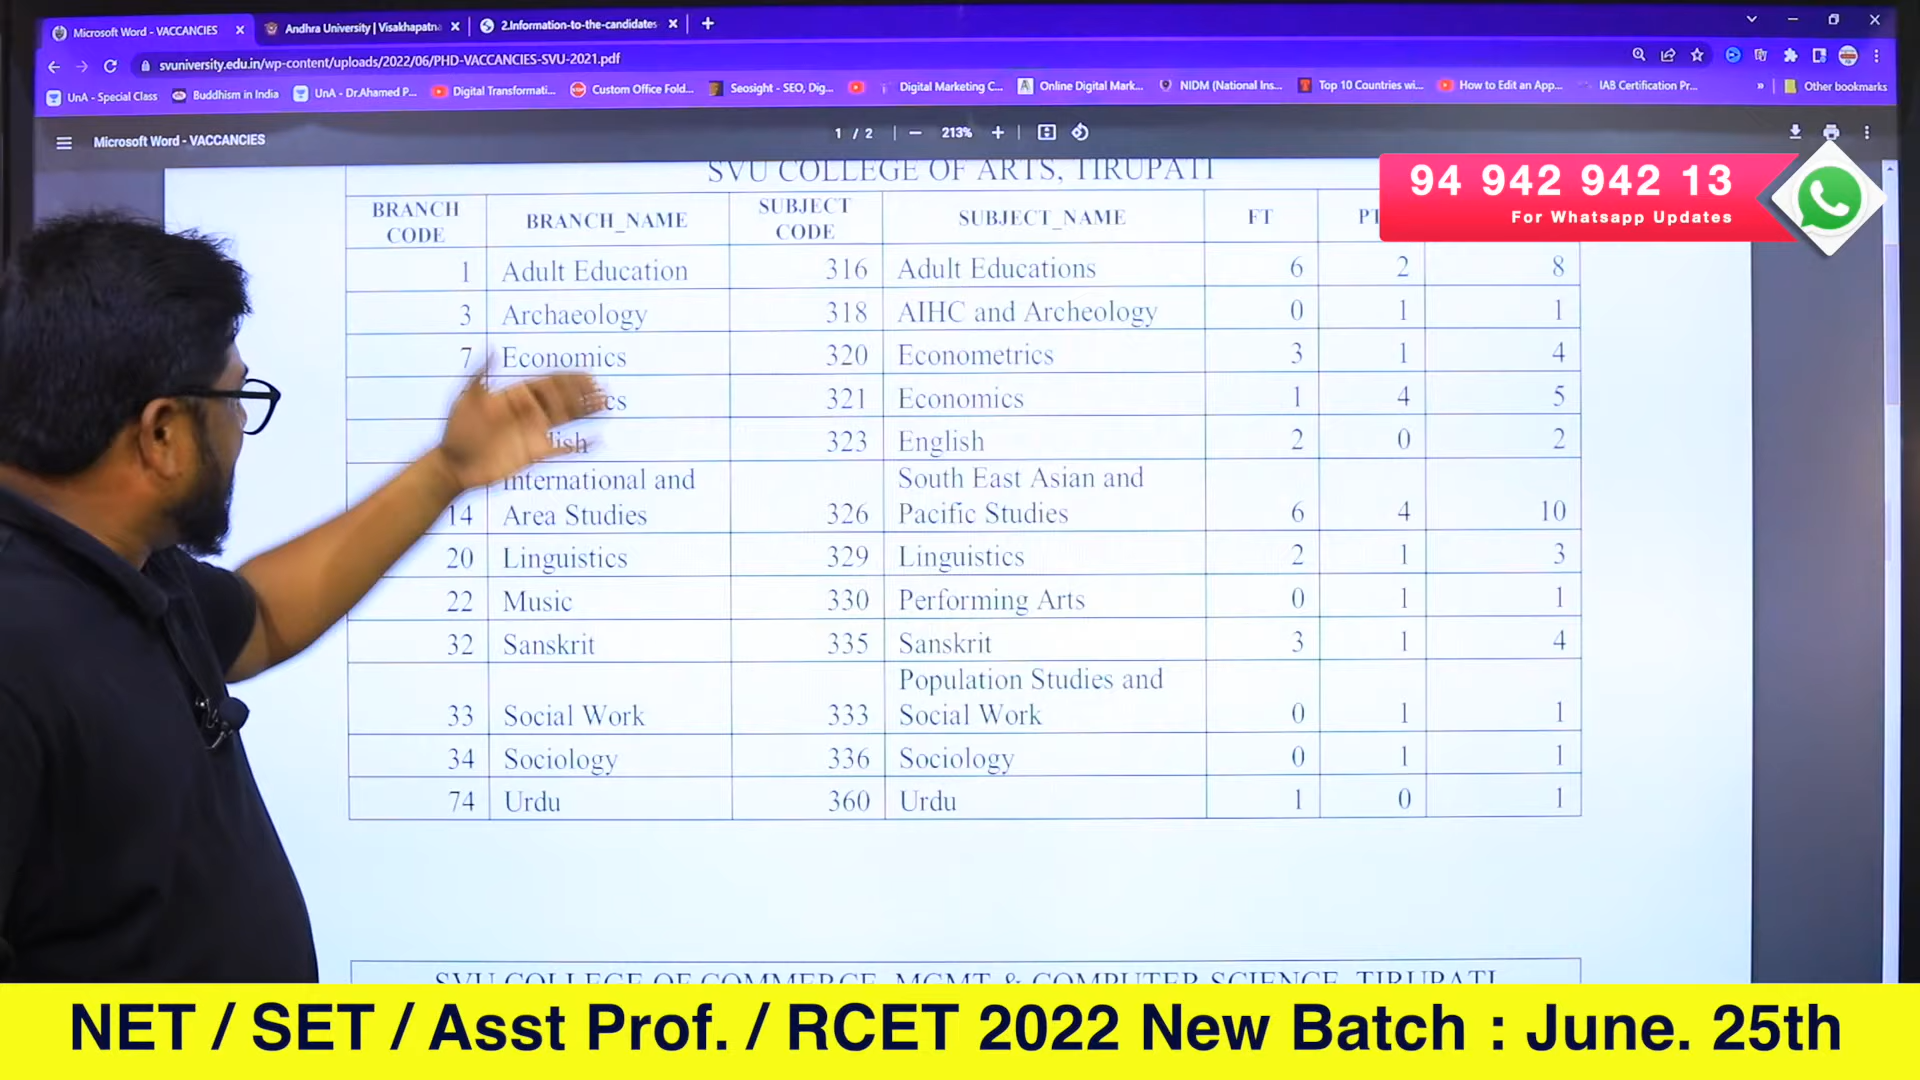 Microsoft Word - VACCANCIES
Andhra University | Visakhapatn
2.Information-to-the-candidates
svuniversity.edu.in/wp-content/uploads/2022/06/PHD-VACCANCIES-SVU-2021.pdf
UnA - Special Class
Buddhism in India
UnA - Dr.Ahamed P...
Digital Transformati...
Custom Office Fold...
Seosight - SEO, Dig...
Digital Marketing C...
Online Digital Mark...
NIDM (National Ins...
Top 10 Countries wi...
How to Edit an App...
IAB Certification Pr...
»
Other bookmarks
Microsoft Word - VACCANCIES
1 / 2
213%
94 942 942 13
For Whatsapp Updates
SVU COLLEGE OF ARTS, TIRUPATI
BRANCH CODE BRANCH_NAME SUBJECT CODE SUBJECT_NAME FT PT
1 Adult Education 316 Adult Educations 6 2 8
3 Archaeology 318 AIHC and Archeology 0 1 1
7 Economics 320 Econometrics 3 1 4
321 Economics 1 4 5
323 English 2 0 2
14 International and Area Studies 326 South East Asian and Pacific Studies 6 4 10
20 Linguistics 329 Linguistics 2 1 3
22 Music 330 Performing Arts 0 1 1
32 Sanskrit 335 Sanskrit 3 1 4
33 Social Work 333 Population Studies and Social Work 0 1 1
34 Sociology 336 Sociology 0 1 1
74 Urdu 360 Urdu 1 0 1
SVU COLLEGE OF COMMERCE, MGMT & COMPUTER SCIENCE, TIRUPATI
NET / SET / Asst Prof. / RCET 2022 New Batch : June. 25th